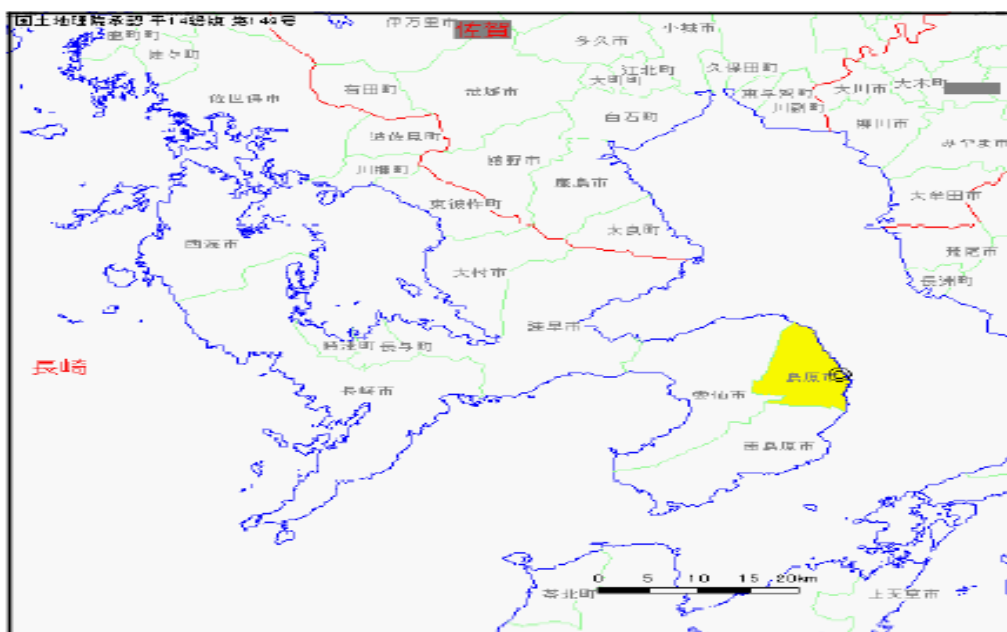 国土地理院承認 平14総複 第149号
伊万里市
佐賀
多久市
小城市
鹿町町
佐々町
江北町
久保田町
大町町
東与賀町
大川市
大木町
佐世保市
有田町
武雄市
川副町
白石町
柳川市
波佐見町
みやま市
嬉野市
川棚町
鹿島市
大牟田市
東彼杵町
太良町
西海市
荒尾市
大村市
長洲町
諫早市
時津町
長与町
長崎
島原市
長崎市
雲仙市
南島原市
0 5 10 15 20km
苓北町
上天草市